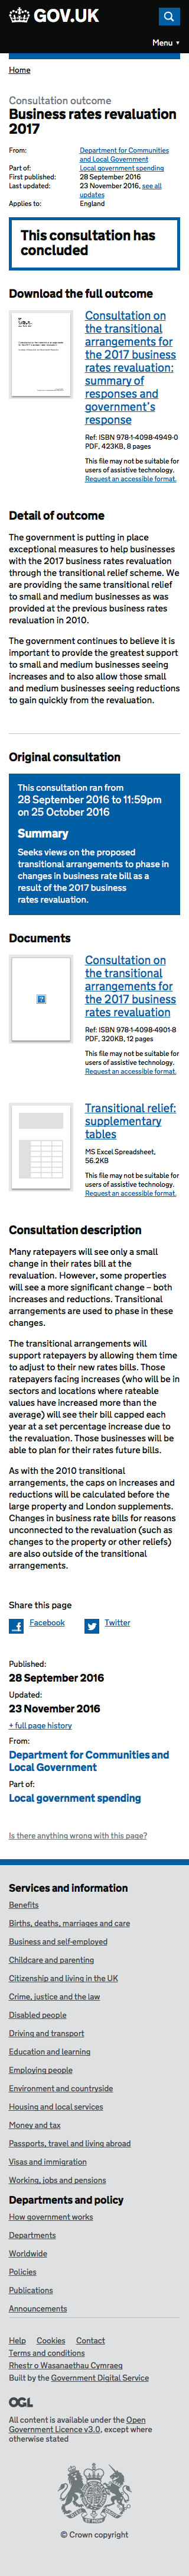 GOV.UK
Menu ▼
Home
Consultation outcome
Business rates revaluation
2017
From:
Department for Communities
and Local Government
Part of:
Local government spending
First published:
28 September 2016
Last updated:
23 November 2016, see all
updates
Applies to:
England
This consultation has
concluded
Download the full outcome
Consultation on
the transitional
arrangements for
the 2017 business
rates revaluation:
summary of
responses and
government's
response
Ref: ISBN 978-1-4098-4949-0
PDF, 423KB, 8 pages
This file may not be suitable for
users of assistive technology.
Request an accessible format.
Detail of outcome
The government is putting in place
exceptional measures to help businesses
with the 2017 business rates revaluation
through the transitional relief scheme. We
are providing the same transitional relief
to small and medium businesses as was
provided at the previous business rates
revaluation in 2010.
The government continues to believe it is
important to provide the greatest support
to small and medium businesses seeing
increases and to also allow those small
and medium businesses seeing reductions
to gain quickly from the revaluation.
Original consultation
This consultation ran from
28 September 2016 to 11:59pm
on 25 October 2016
Summary
Seeks views on the proposed
transitional arrangements to phase in
changes in business rate bill as a
result of the 2017 business
rates revaluation.
Documents
Consultation on
the transitional
arrangements for
the 2017 business
rates revaluation
Ref: ISBN 978-1-4098-4901-8
PDF, 320KB, 12 pages
This file may not be suitable for
users of assistive technology.
Request an accessible format.
Transitional relief:
supplementary
tables
MS Excel Spreadsheet,
56.2KB
This file may not be suitable for
users of assistive technology.
Request an accessible format.
Consultation description
Many ratepayers will see only a small
change in their rates bill at the
revaluation. However, some properties
will see a more significant change – both
increases and reductions. Transitional
arrangements are used to phase in these
changes.
The transitional arrangements will
support ratepayers by allowing them time
to adjust to their new rates bills. Those
ratepayers facing increases (who will be in
sectors and locations where rateable
values have increased more than the
average) will see their bill capped each
year at a set percentage increase due to
the revaluation. Those businesses will be
able to plan for their rates future bills.
As with the 2010 transitional
arrangements, the caps on increases and
reductions will be calculated before the
large property and London supplements.
Changes in business rate bills for reasons
unconnected to the revaluation (such as
changes to the property or other reliefs)
are also outside of the transitional
arrangements.
Share this page
Facebook
Twitter
Published:
28 September 2016
Updated:
23 November 2016
+ full page history
From:
Department for Communities and
Local Government
Part of:
Local government spending
Is there anything wrong with this page?
Services and information
Benefits
Births, deaths, marriages and care
Business and self-employed
Childcare and parenting
Citizenship and living in the UK
Crime, justice and the law
Disabled people
Driving and transport
Education and learning
Employing people
Environment and countryside
Housing and local services
Money and tax
Passports, travel and living abroad
Visas and immigration
Working, jobs and pensions
Departments and policy
How government works
Departments
Worldwide
Policies
Publications
Announcements
Help Cookies Contact
Terms and conditions
Rhestr o Wasanaethau Cymraeg
Built by the Government Digital Service
OGL
All content is available under the Open
Government Licence v3.0, except where
otherwise stated
© Crown copyright